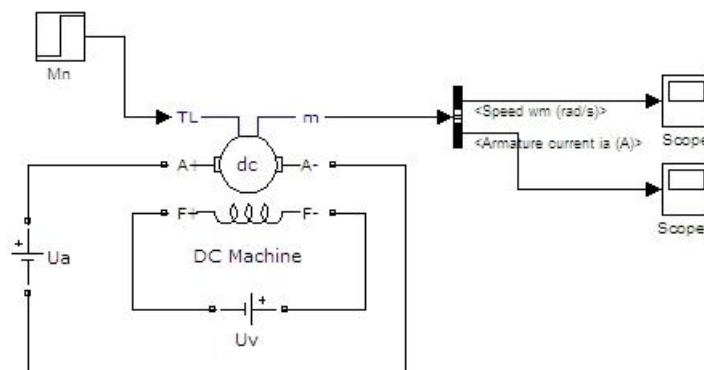 Mn
TL
m
<Speed wm (rad/s)>
Scope
<Armature current ia (A)>
A+
dc
A-
Scope
F+
F-
+
Ua
DC Machine
+
Uv